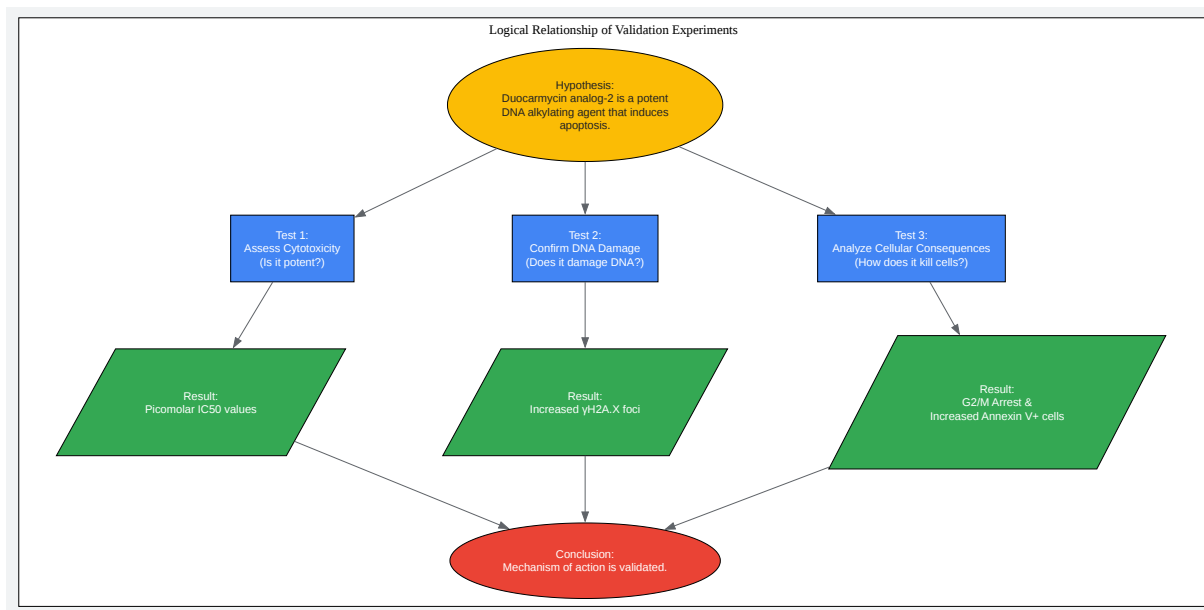 Logical Relationship of Validation Experiments
Hypothesis:
Duocarmycin analog-2 is a potent
DNA alkylating agent that induces
apoptosis.
Test 1:
Assess Cytotoxicity
(Is it potent?)
Test 2:
Confirm DNA Damage
(Does it damage DNA?)
Test 3:
Analyze Cellular Consequences
(How does it kill cells?)
Result:
Picomolar IC50 values
Result:
Increased γH2A.X foci
Result:
G2/M Arrest &
Increased Annexin V+ cells
Conclusion:
Mechanism of action is validated.